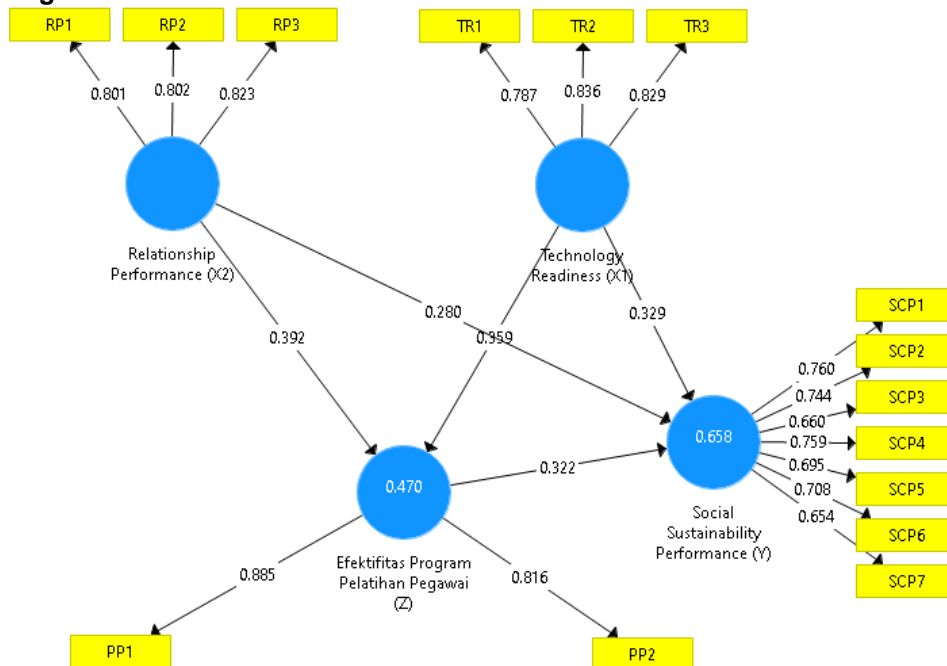 RP1 RP2 RP3 TR1 TR2 TR3
0.801 0.802 0.823 0.787 0.836 0.829
Relationship
Performance (X2)
Technology
Readiness (X1)
0.280
0.329
0.392
0.359
SCP1
SCP2
SCP3
SCP4
SCP5
SCP6
SCP7
0.760
0.744
0.660
0.759
0.695
0.708
0.654
0.658
0.322
0.470
Social
Sustainability
Performance (Y)
Efektifitas Program
Pelatihan Pegawai
(Z)
0.885
0.816
PP1
PP2